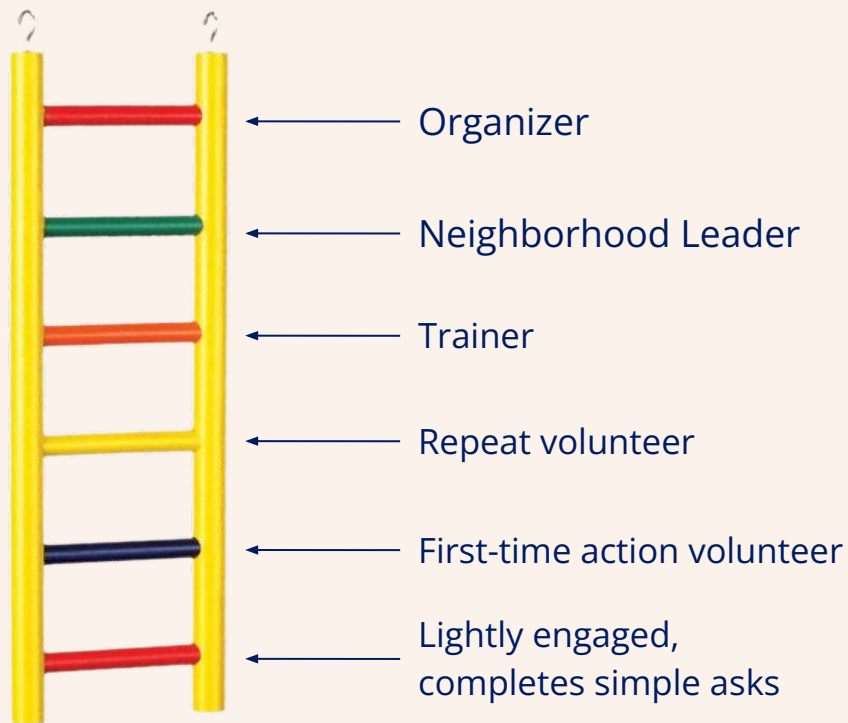 Organizer
Neighborhood Leader
Trainer
Repeat volunteer
First-time action volunteer
Lightly engaged,
completes simple asks